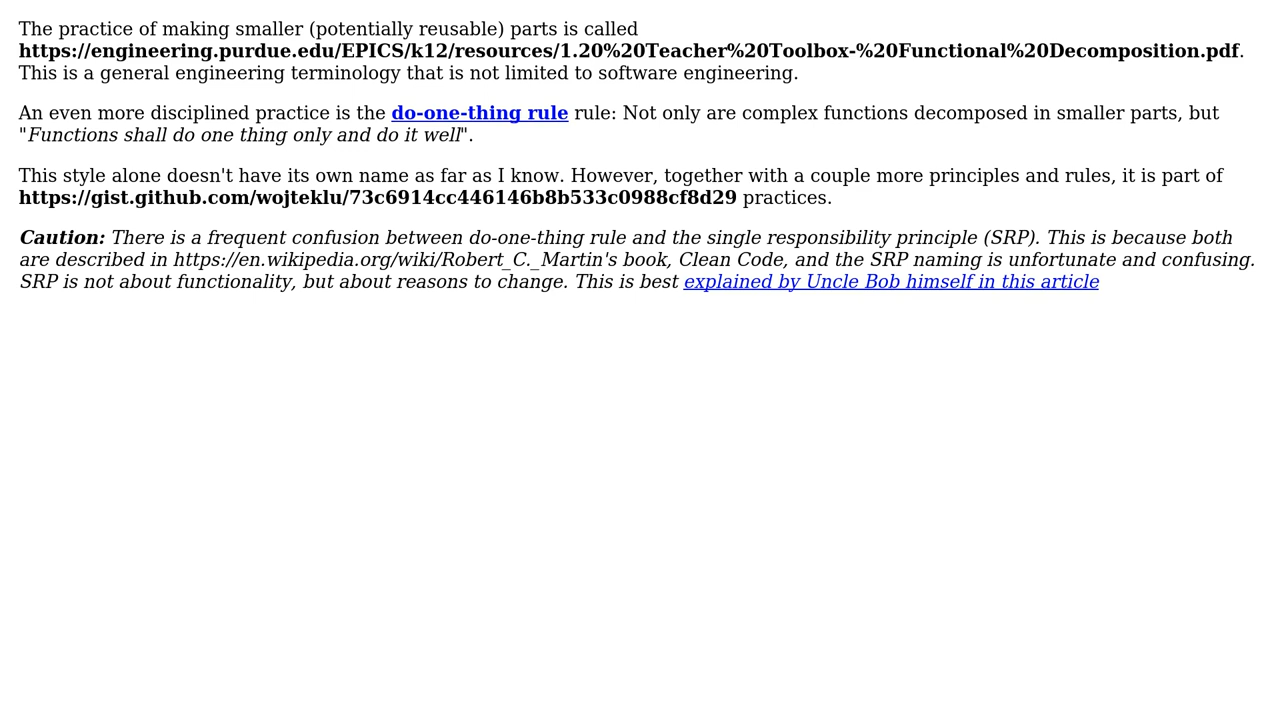 The practice of making smaller (potentially reusable) parts is called
https://engineering.purdue.edu/EPICS/k12/resources/1.20%20Teacher%20Toolbox-%20Functional%20Decomposition.pdf.
This is a general engineering terminology that is not limited to software engineering.
An even more disciplined practice is the do-one-thing rule rule: Not only are complex functions decomposed in smaller parts, but
"Functions shall do one thing only and do it well".
This style alone doesn't have its own name as far as I know. However, together with a couple more principles and rules, it is part of
https://gist.github.com/wojteklu/73c6914cc446146b8b533c0988cf8d29 practices.
Caution: There is a frequent confusion between do-one-thing rule and the single responsibility principle (SRP). This is because both
are described in https://en.wikipedia.org/wiki/Robert_C._Martin's book, Clean Code, and the SRP naming is unfortunate and confusing.
SRP is not about functionality, but about reasons to change. This is best explained by Uncle Bob himself in this article